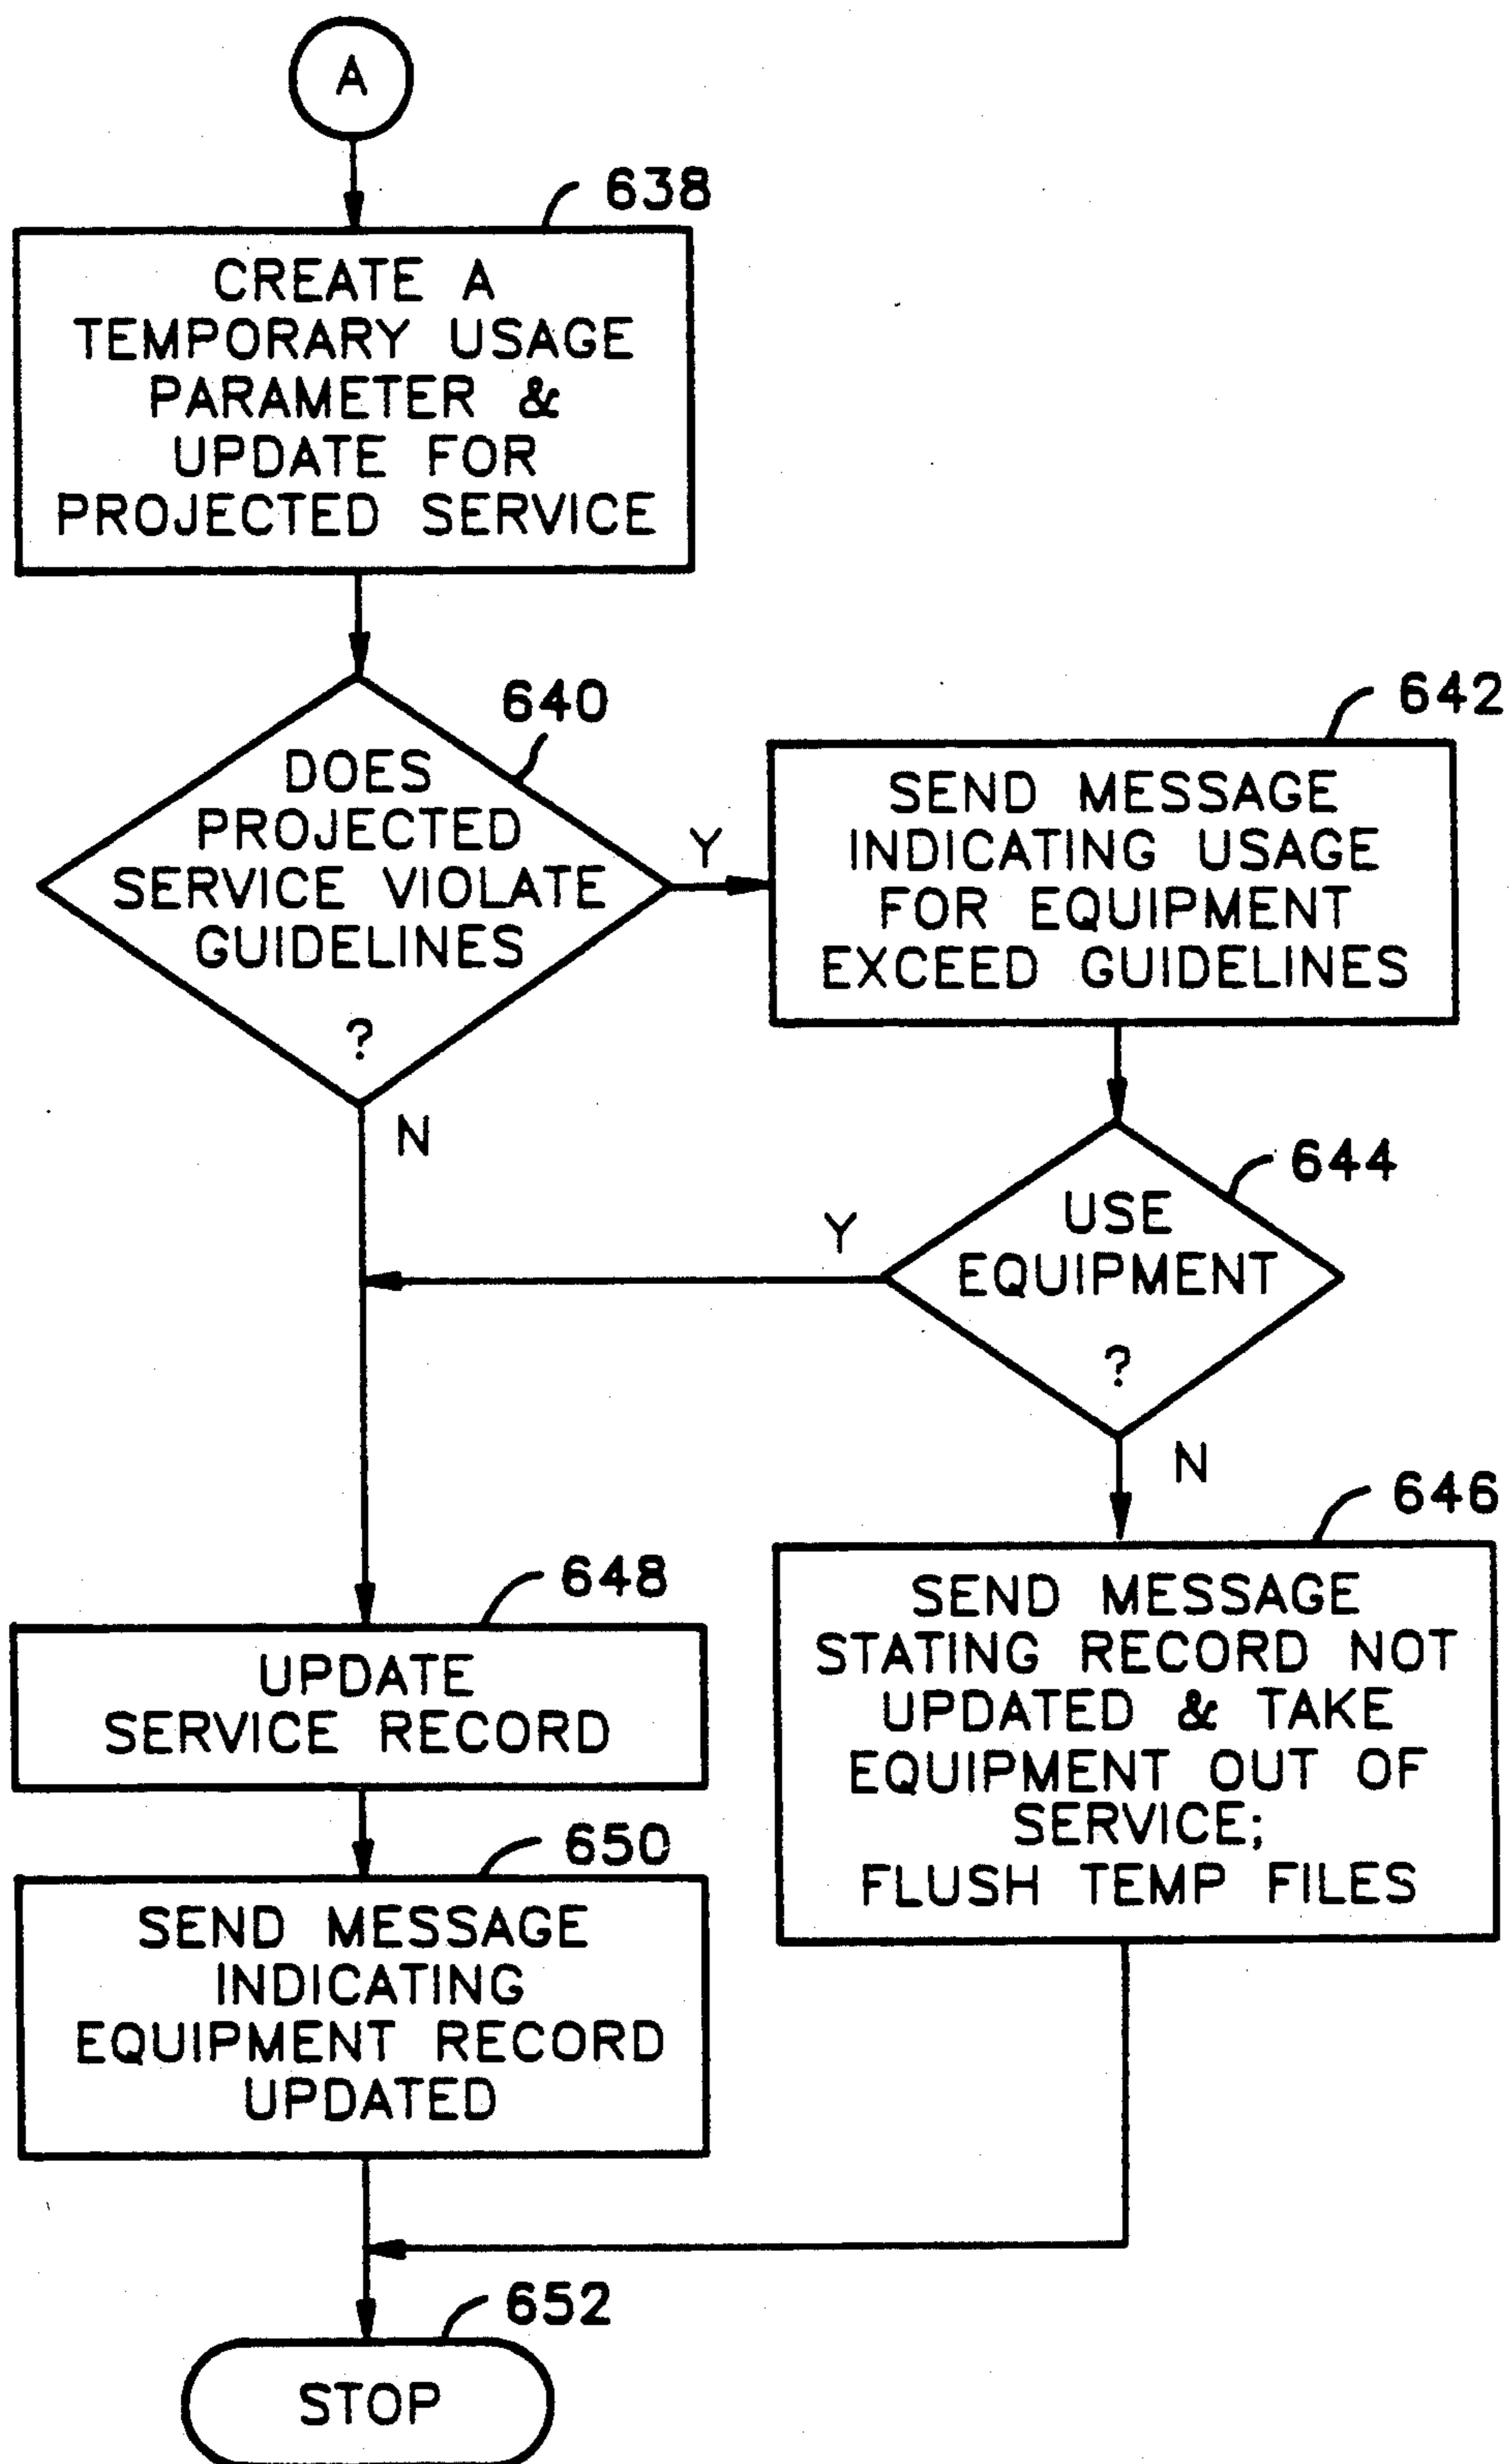 A
638
CREATE A
TEMPORARY USAGE
PARAMETER &
UPDATE FOR
PROJECTED SERVICE
640
DOES
PROJECTED
SERVICE VIOLATE
GUIDELINES
?
Y
N
642
SEND MESSAGE
INDICATING USAGE
FOR EQUIPMENT
EXCEED GUIDELINES
644
USE
EQUIPMENT
?
Y
N
646
SEND MESSAGE
STATING RECORD NOT
UPDATED & TAKE
EQUIPMENT OUT OF
SERVICE;
FLUSH TEMP FILES
648
UPDATE
SERVICE RECORD
650
SEND MESSAGE
INDICATING
EQUIPMENT RECORD
UPDATED
652
STOP